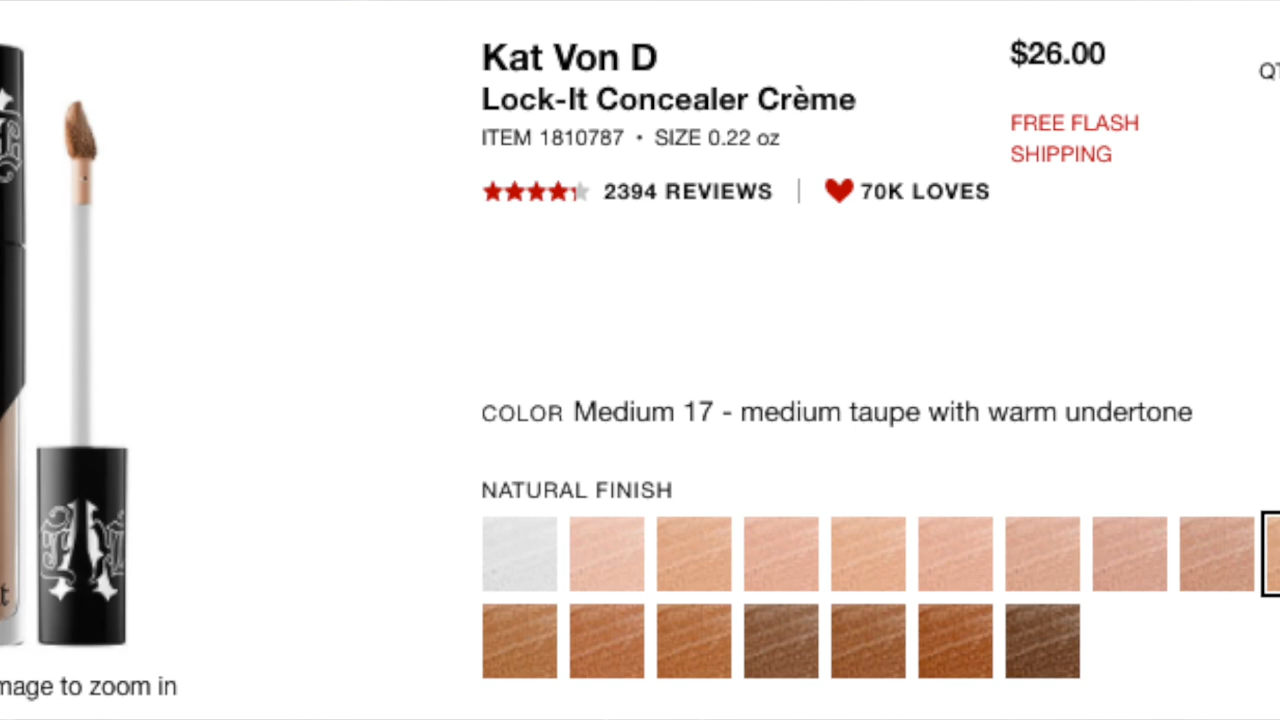 Kat Von D
Lock-It Concealer Crème
ITEM 1810787 • SIZE 0.22 oz
2394 REVIEWS | 70K LOVES
$26.00
FREE FLASH
SHIPPING
QT
COLOR Medium 17 - medium taupe with warm undertone
NATURAL FINISH
mage to zoom in